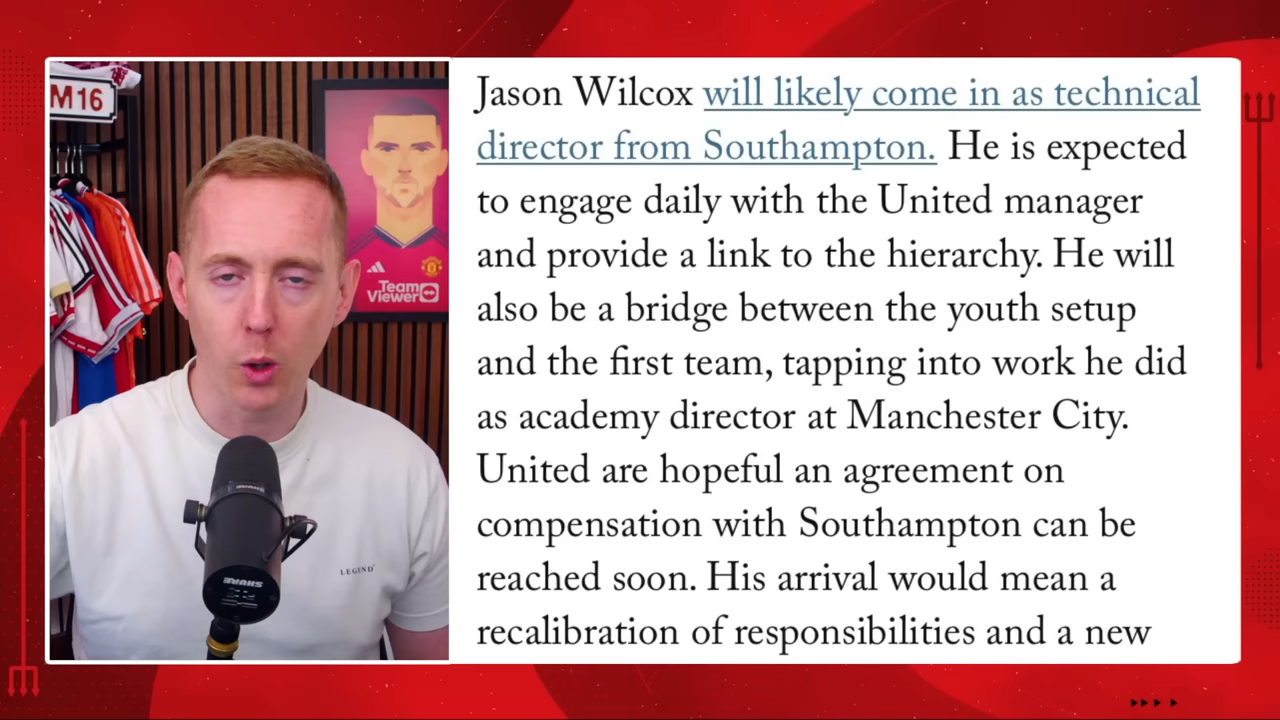 M16
Team
Viewer
LEGEND
SHURE
Jason Wilcox will likely come in as technical
director from Southampton. He is expected
to engage daily with the United manager
and provide a link to the hierarchy. He will
also be a bridge between the youth setup
and the first team, tapping into work he did
as academy director at Manchester City.
United are hopeful an agreement on
compensation with Southampton can be
reached soon. His arrival would mean a
recalibration of responsibilities and a new